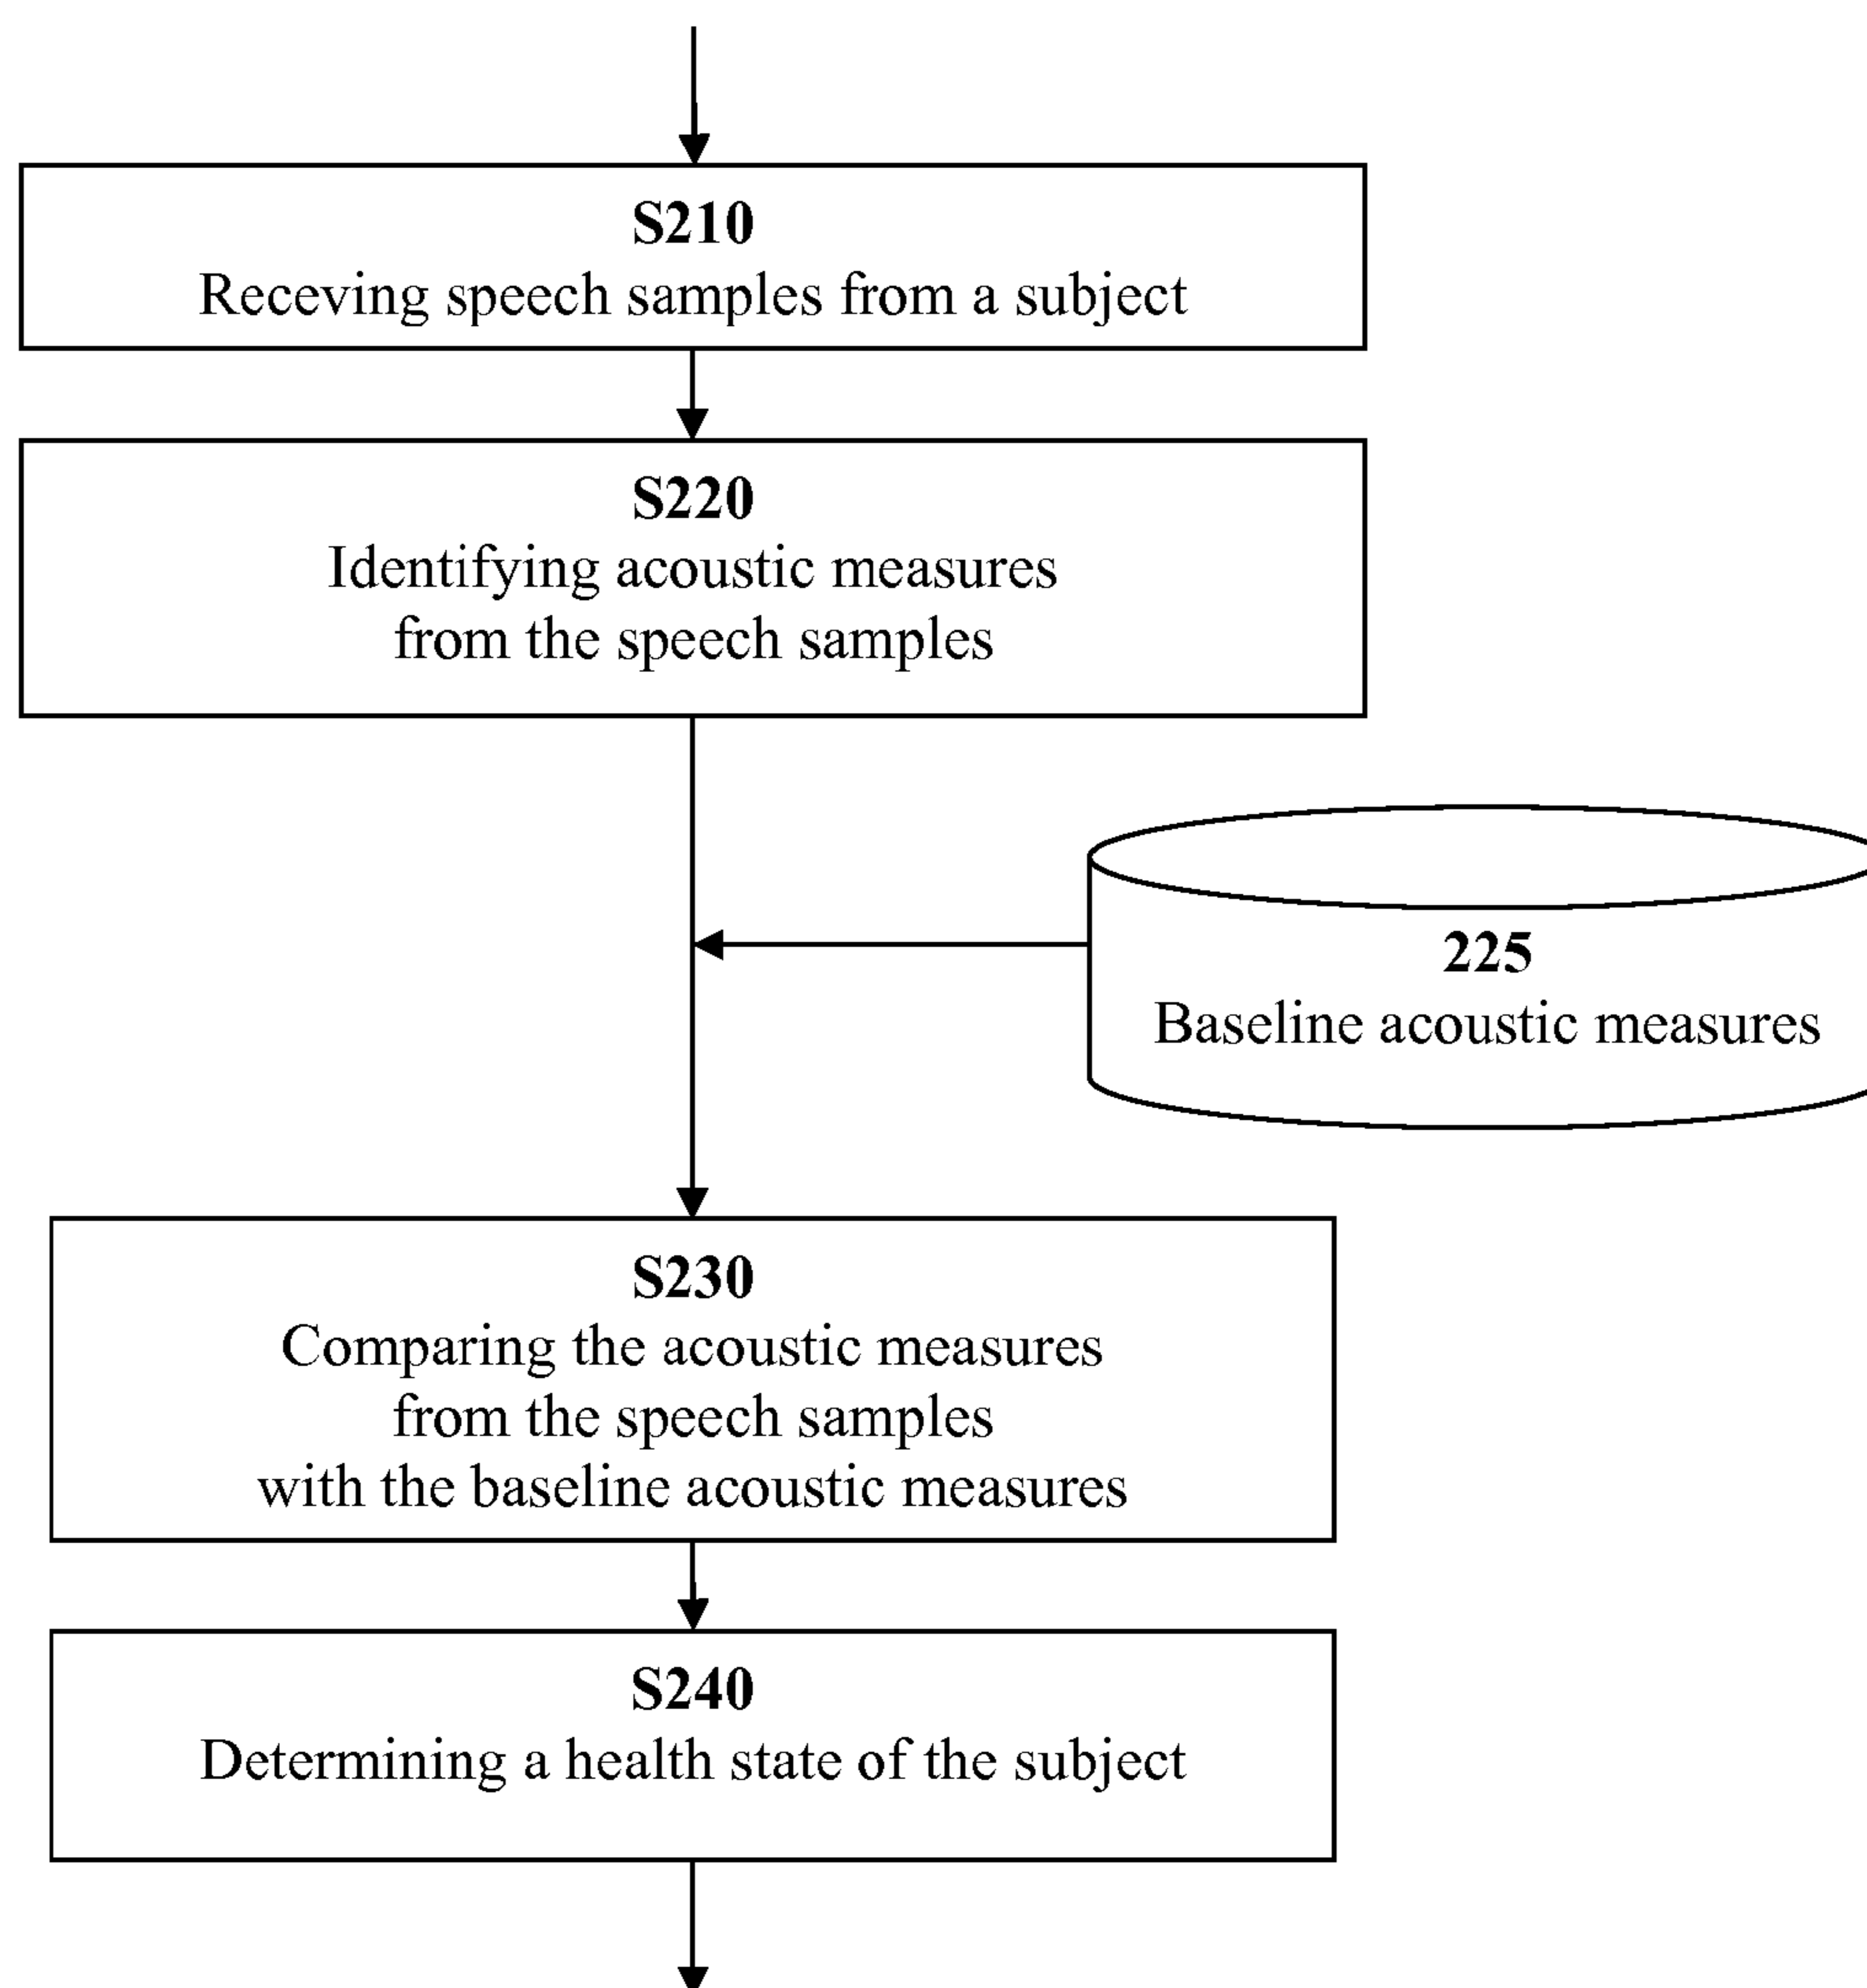 S210
Receving speech samples from a subject
S220
Identifying acoustic measures
from the speech samples
225
Baseline acoustic measures
S230
Comparing the acoustic measures
from the speech samples
with the baseline acoustic measures
S240
Determining a health state of the subject